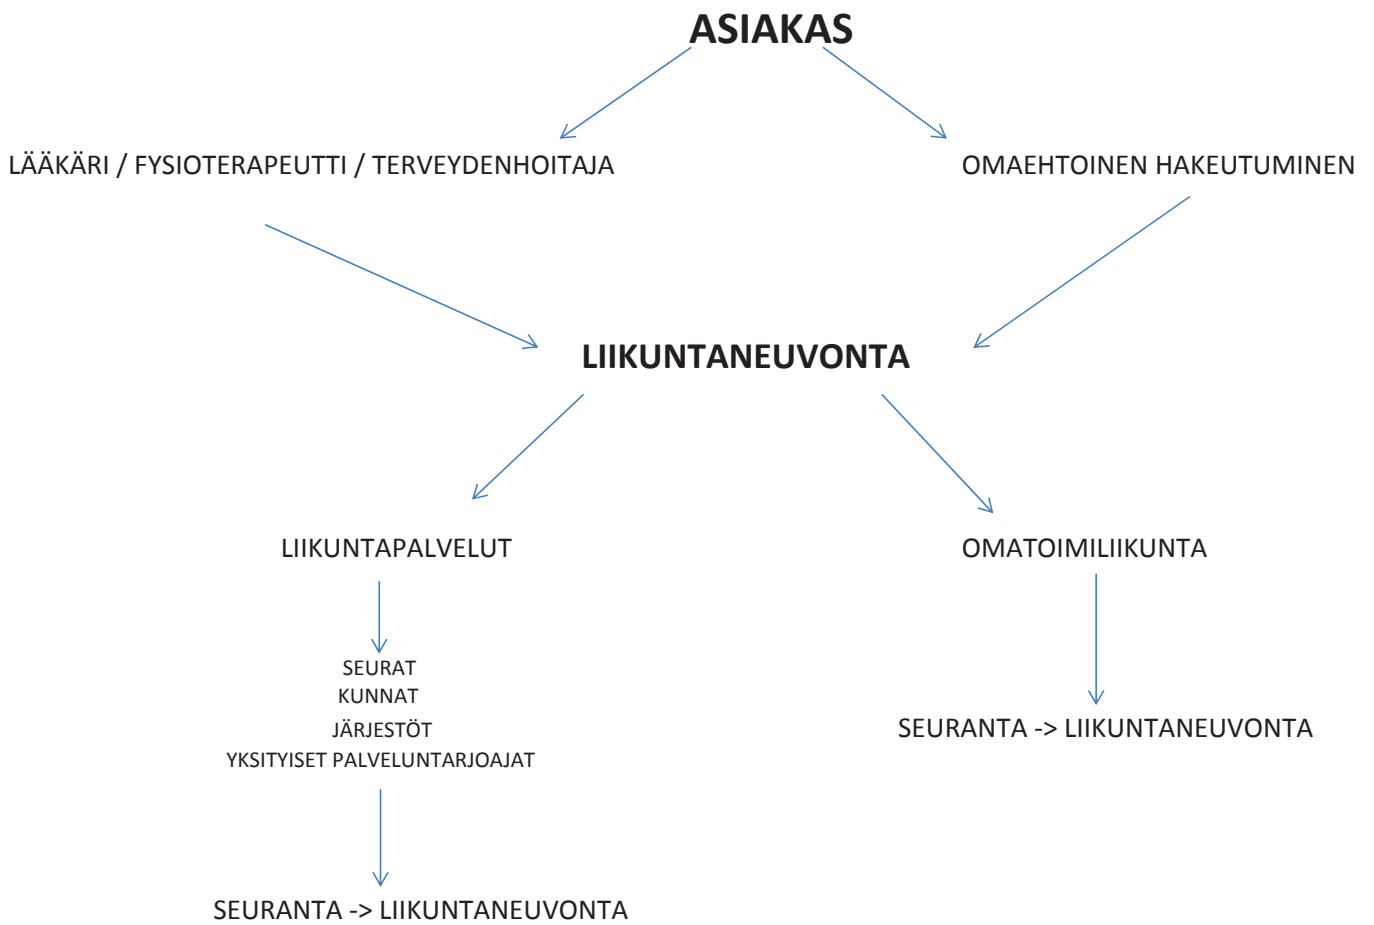 ASIAKAS
LÄÄKÄRI / FYSIOTERAPEUTTI / TERVEYDENHOITAJA
OMAEHTOINEN HAKEUTUMINEN
LIIKUNTANEUVONTA
LIIKUNTAPALVELUT
OMATOIMILIIKUNTA
SEURAT
KUNNAT
JÄRJESTÖT
YKSITYISET PALVELUNTARJOAJAT
SEURANTA -> LIIKUNTANEUVONTA
SEURANTA -> LIIKUNTANEUVONTA